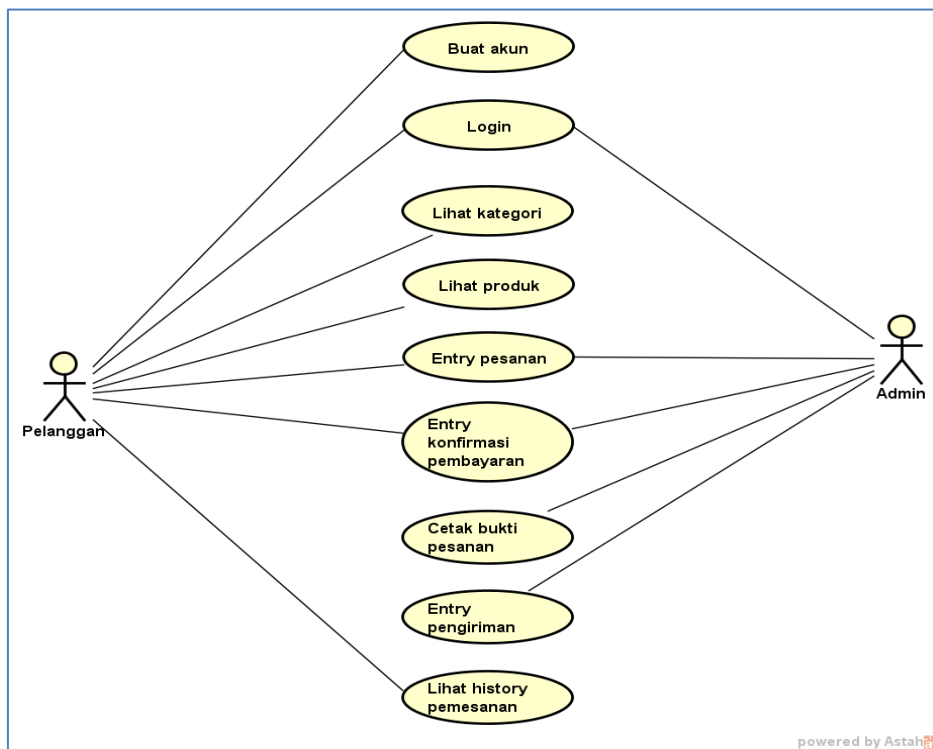 Buat akun
Login
Lihat kategori
Lihat produk
Entry pesanan
Entry
konfirmasi
pembayaran
Cetak bukti
pesanan
Entry
pengiriman
Lihat history
pemesanan
Pelanggan
Admin
powered by Astah